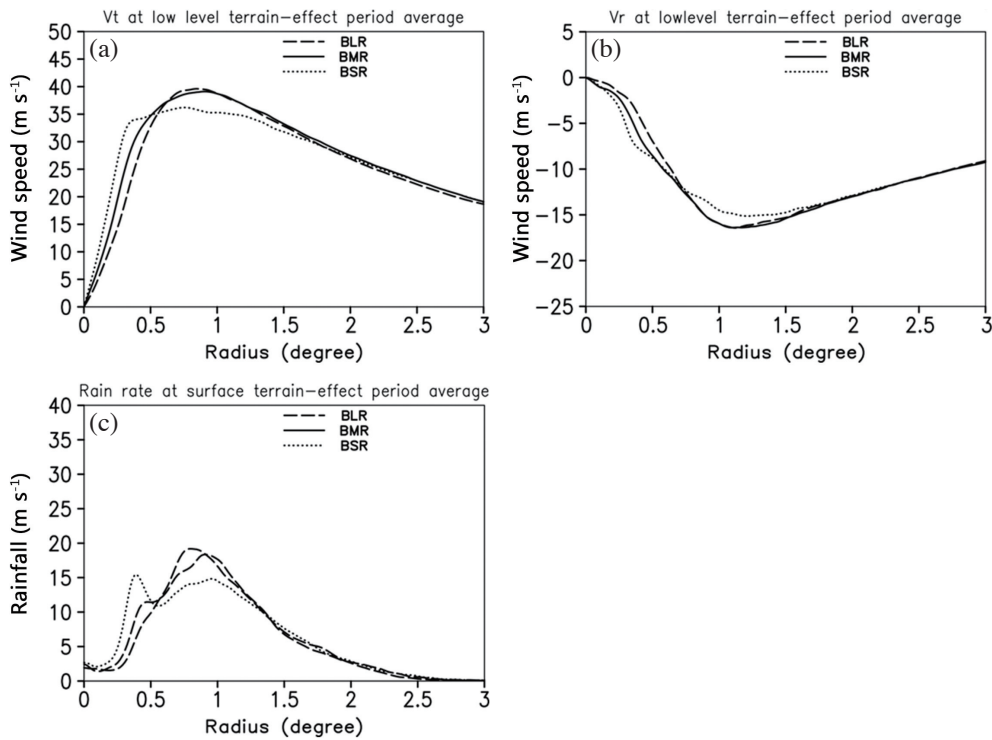 Vt at low level terrain-effect period average
(a)
BLR
BMR
BSR
50
45
40
35
30
25
20
15
10
5
0
Wind speed (m s-1)
0 0.5 1 1.5 2 2.5 3
Radius (degree)
Vr at lowlevel terrain-effect period average
(b)
BLR
BMR
BSR
5
0
-5
-10
-15
-20
-25
Wind speed (m s-1)
0 0.5 1 1.5 2 2.5 3
Radius (degree)
Rain rate at surface terrain-effect period average
(c)
BLR
BMR
BSR
40
35
30
25
20
15
10
5
0
Rainfall (m s-1)
0 0.5 1 1.5 2 2.5 3
Radius (degree)